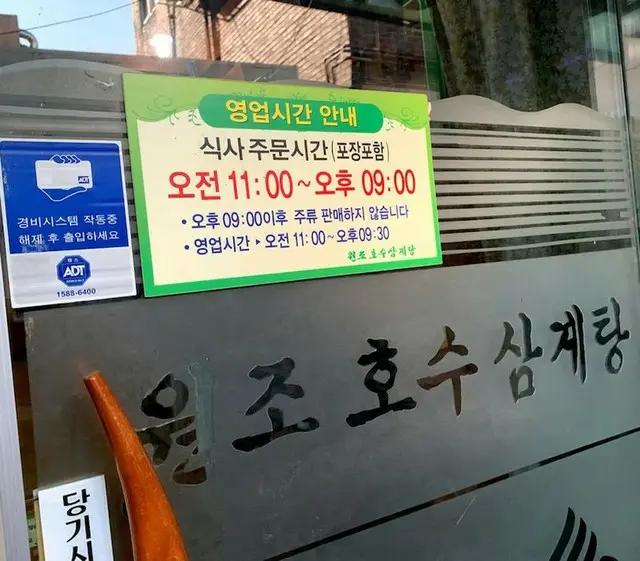 영업시간 안내
식사 주문시간(포장포함)
오전 11:00~오후 09:00
• 오후 09:00이후 주류 판매하지 않습니다
• 영업시간 ▶ 오전 11:00~오후09:30
원조 호수삼계탕
ADT
경비시스템 작동중
해제 후 출입하세요
ADT
1588-6400
원조호수삼계탕
당기시